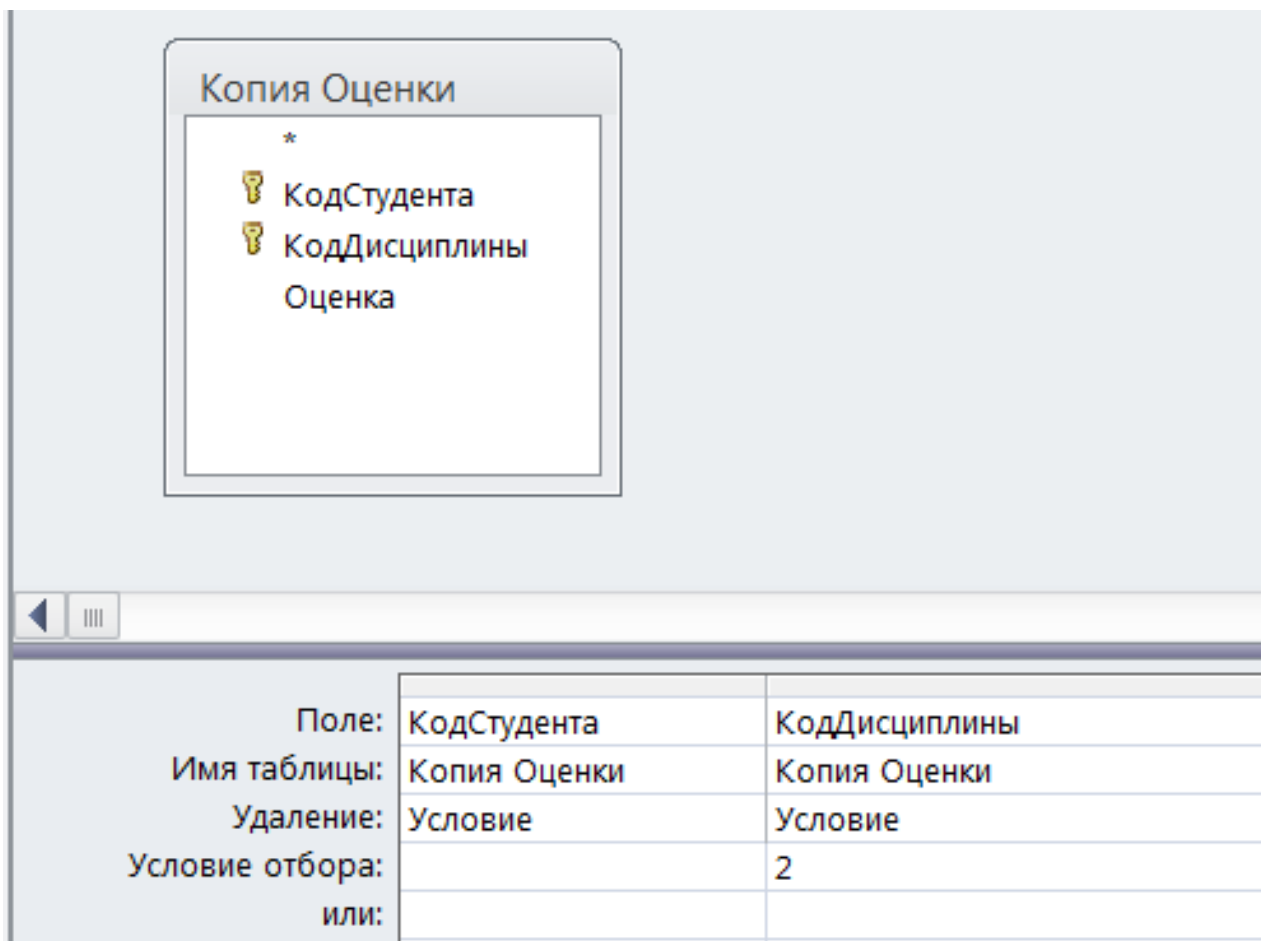 Копия Оценки
*
КодСтудента
КодДисциплины
Оценка
Поле: КодСтудента КодДисциплины
Имя таблицы: Копия Оценки Копия Оценки
Удаление: Условие Условие
Условие отбора: 2
или: